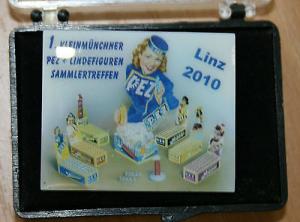 1. KLEINMÜNCHNER
PEZ + LINDEFIGUREN
SAMMLERTREFFEN
Linz
2010
PEZ